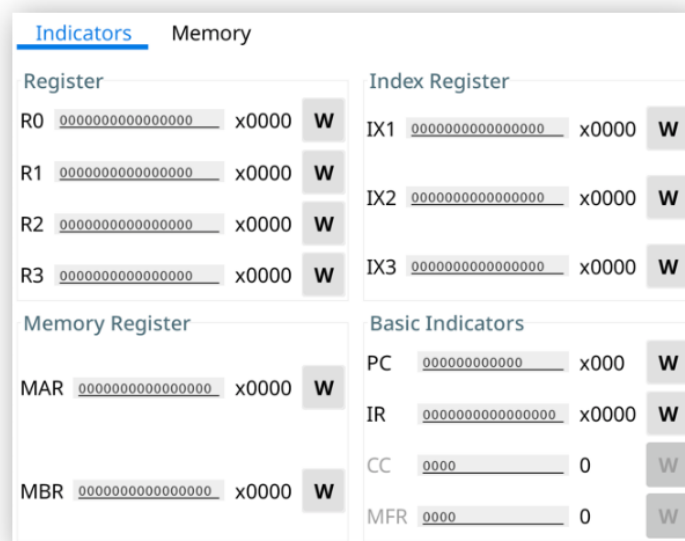 Indicators Memory
Register
R0 0000000000000000 x0000 W
R1 0000000000000000 x0000 W
R2 0000000000000000 x0000 W
R3 0000000000000000 x0000 W
Index Register
IX1 0000000000000000 x0000 W
IX2 0000000000000000 x0000 W
IX3 0000000000000000 x0000 W
Memory Register
MAR 0000000000000000 x0000 W
MBR 0000000000000000 x0000 W
Basic Indicators
PC 000000000000 x000 W
IR 0000000000000000 x0000 W
CC 0000 0 W
MFR 0000 0 W